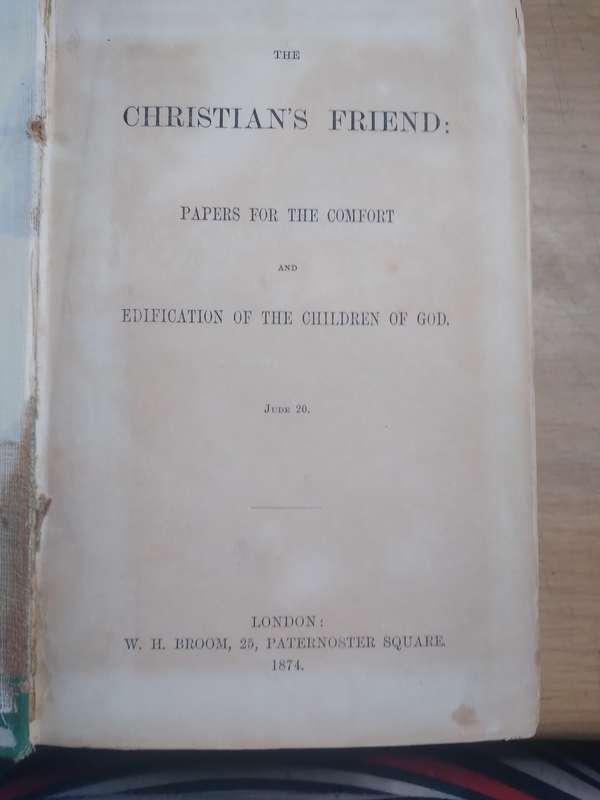 THE
CHRISTIAN'S FRIEND:
PAPERS FOR THE COMFORT
AND
EDIFICATION OF THE CHILDREN OF GOD.
JUDE 20.
LONDON:
W. H. BROOM, 25, PATERNOSTER SQUARE.
1874.